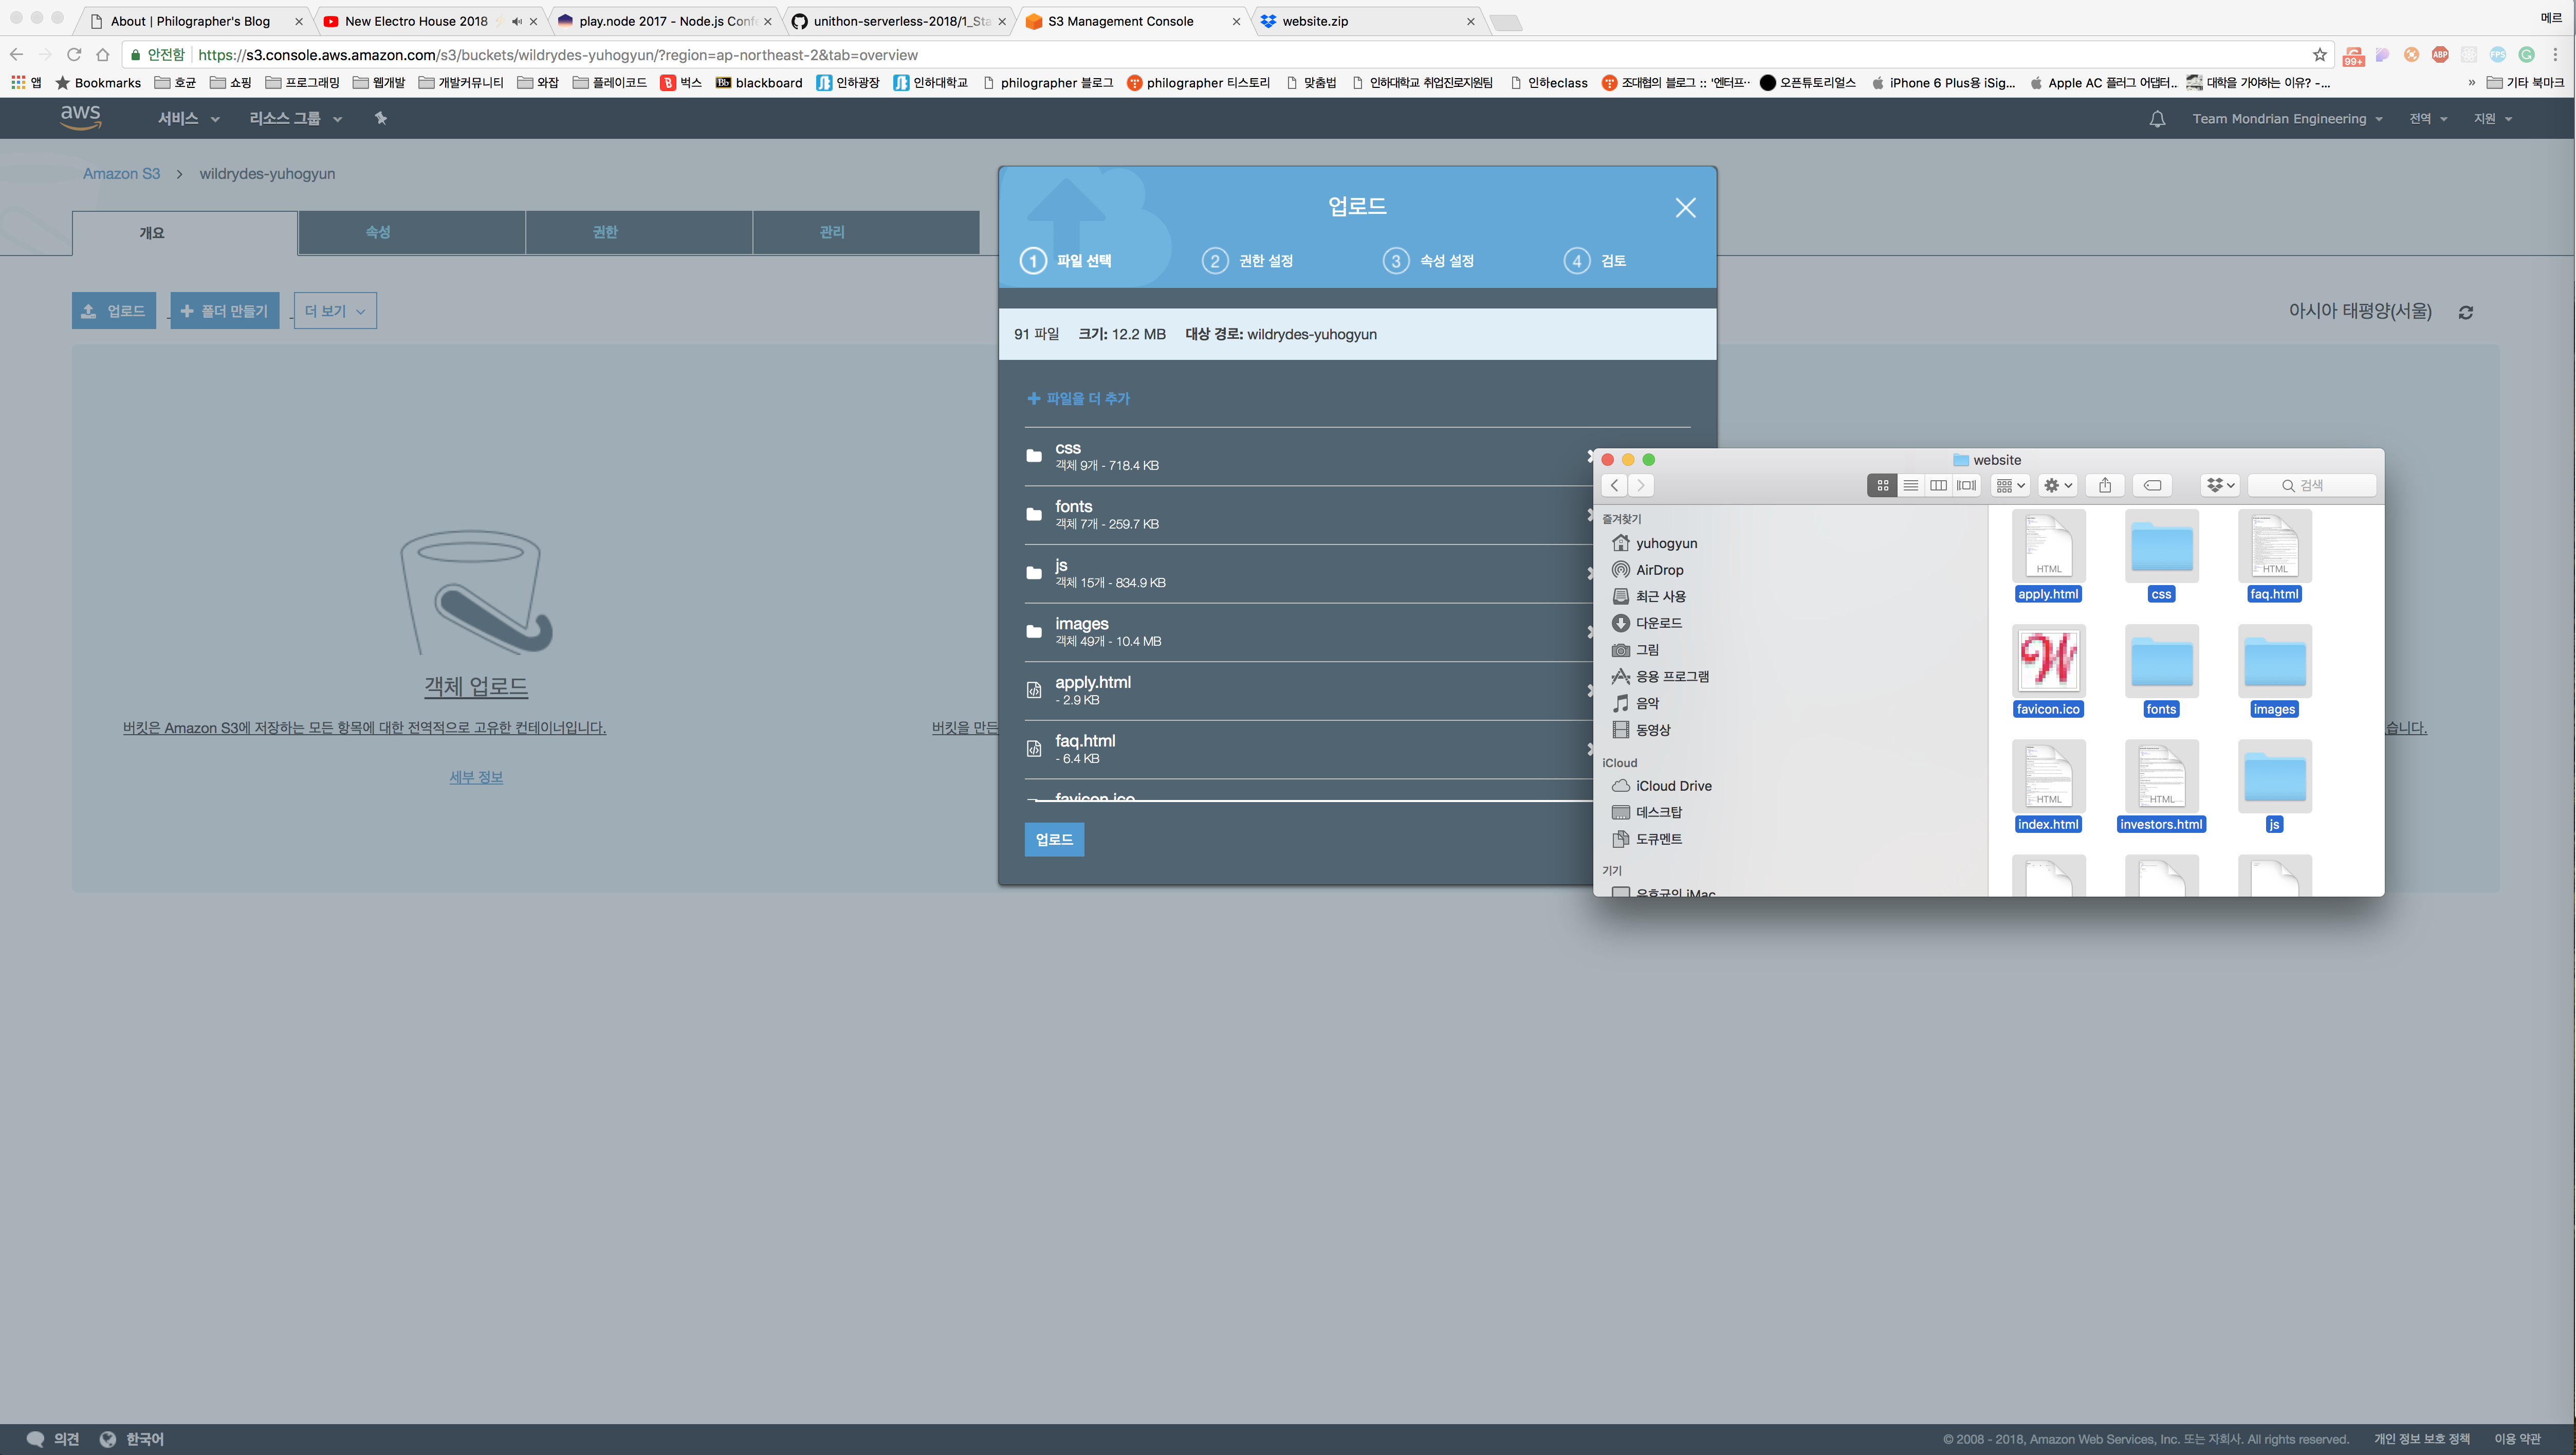 About | Philographer's Blog
New Electro House 2018
play.node 2017 - Node.js Conf
unithon-serverless-2018/1_Sta
S3 Management Console
website.zip
메르
안전함 https://s3.console.aws.amazon.com/s3/buckets/wildrydes-yuhogyun/?region=ap-northeast-2&tab=overview
99+
ABP
FPS
앱 Bookmarks 호균 쇼핑 프로그래밍 웹개발 개발커뮤니티 와잡 플레이코드 벅스 blackboard 인하광장 인하대학교 philographer 블로그 philographer 티스토리 맞춤법 인하대학교 취업진로지원팀 인하eclass 조대협의 블로그 :: '엔터프… 오픈튜토리얼스 iPhone 6 Plus용 iSig... Apple AC 플러그 어댑터... 대학을 가야하는 이유? -... » 기타 북마크
aws 서비스 리소스 그룹 Team Mondrian Engineering 전역 지원
Amazon S3 > wildrydes-yuhogyun
개요 속성 권한 관리
업로드 폴더 만들기 더 보기
아시아 태평양(서울)
객체 업로드
버킷은 Amazon S3에 저장하는 모든 항목에 대한 전역적으로 고유한 컨테이너입니다.
세부 정보
버킷을 만든
습니다.
업로드
1 파일 선택 2 권한 설정 3 속성 설정 4 검토
91 파일 크기: 12.2 MB 대상 경로: wildrydes-yuhogyun
파일을 더 추가
css
객체 9개 - 718.4 KB
fonts
객체 7개 - 259.7 KB
js
객체 15개 - 834.9 KB
images
객체 49개 - 10.4 MB
apply.html
- 2.9 KB
faq.html
- 6.4 KB
favicon.ico
업로드
website
검색
즐겨찾기
yuhogyun
AirDrop
최근 사용
다운로드
그림
응용 프로그램
음악
동영상
iCloud
iCloud Drive
데스크탑
도큐멘트
기기
유호균의 iMac
HTML HTML
apply.html css faq.html
favicon.ico fonts images
HTML HTML
index.html investors.html js
의견 한국어
© 2008 - 2018, Amazon Web Services, Inc. 또는 자회사. All rights reserved. 개인 정보 보호 정책 이용 약관